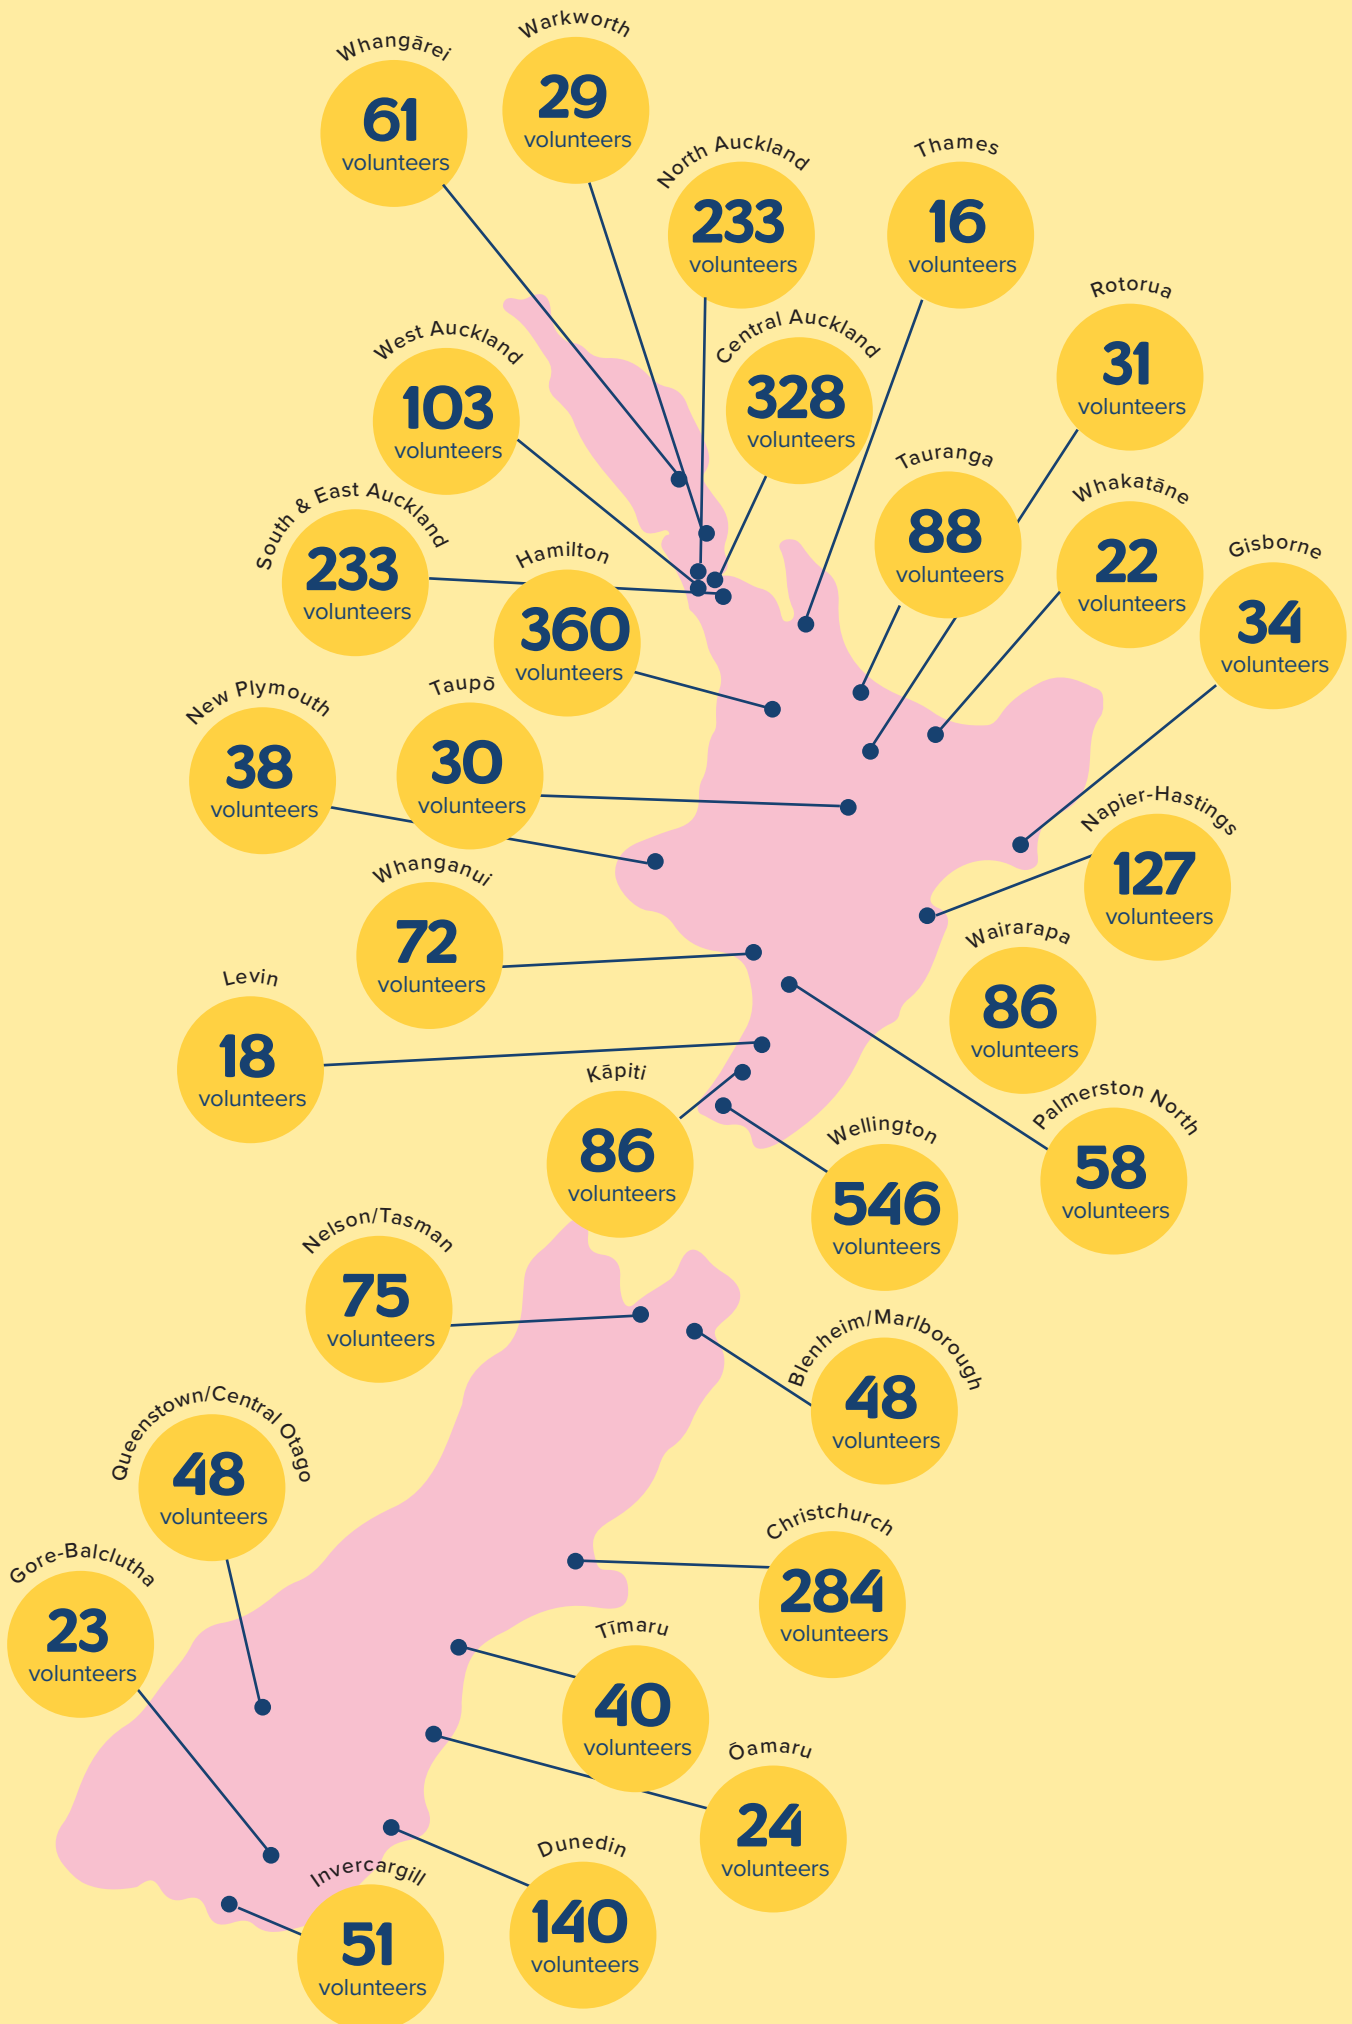 Whangārei
61
volunteers
Warkworth
29
volunteers
North Auckland
233
volunteers
Thames
16
volunteers
Rotorua
31
volunteers
West Auckland
103
volunteers
Central Auckland
328
volunteers
Tauranga
88
volunteers
Whakatāne
22
volunteers
South & East Auckland
233
volunteers
Hamilton
360
volunteers
Gisborne
34
volunteers
New Plymouth
38
volunteers
Taupō
30
volunteers
Napier-Hastings
127
volunteers
Whanganui
72
volunteers
Wairarapa
86
volunteers
Levin
18
volunteers
Kāpiti
86
volunteers
Palmerston North
58
volunteers
Wellington
546
volunteers
Nelson/Tasman
75
volunteers
Blenheim/Marlborough
48
volunteers
Queenstown/Central Otago
48
volunteers
Christchurch
284
volunteers
Gore-Balclutha
23
volunteers
Tīmaru
40
volunteers
Ōamaru
24
volunteers
Dunedin
140
volunteers
Invercargill
51
volunteers